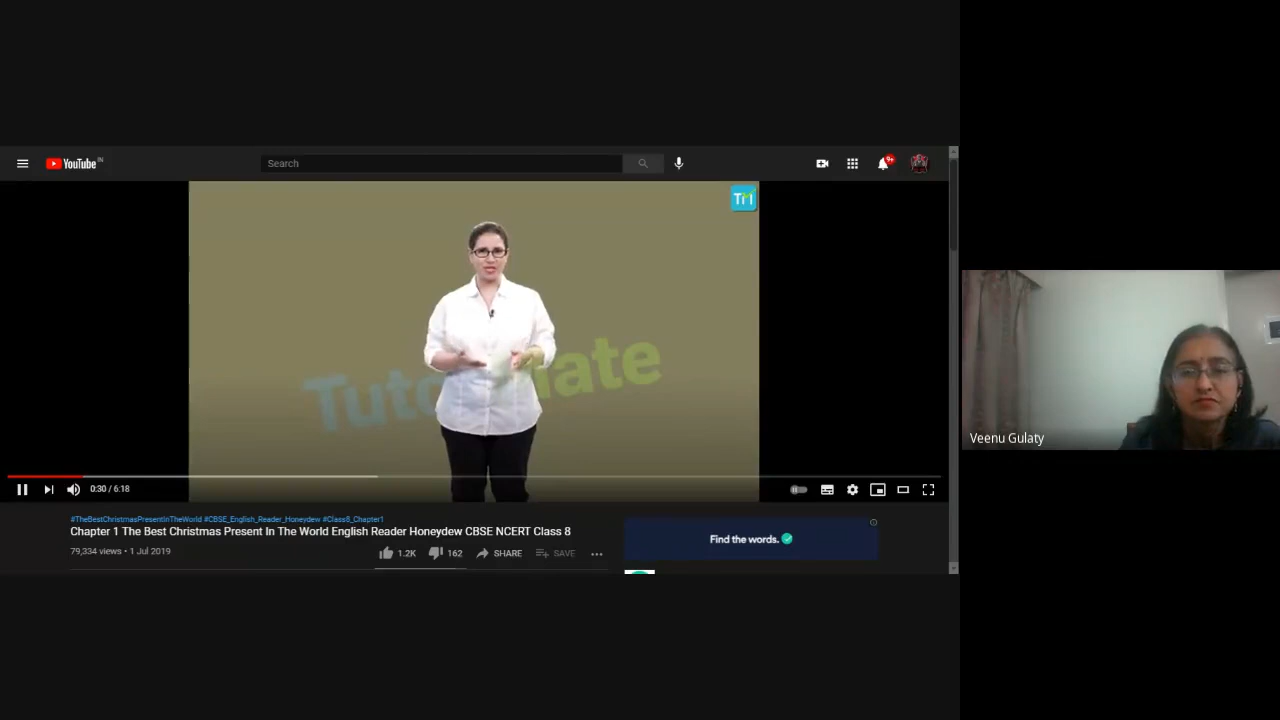 YouTube IN
Search
9+
TM
TutorMate
0:30 / 6:18
#TheBestChristmasPresentInTheWorld #CBSE_English_Reader_Honeydew #Class8_Chapter1
Chapter 1 The Best Christmas Present In The World English Reader Honeydew CBSE NCERT Class 8
79,334 views • 1 Jul 2019
1.2K 162 SHARE SAVE
Find the words.
Veenu Gulaty